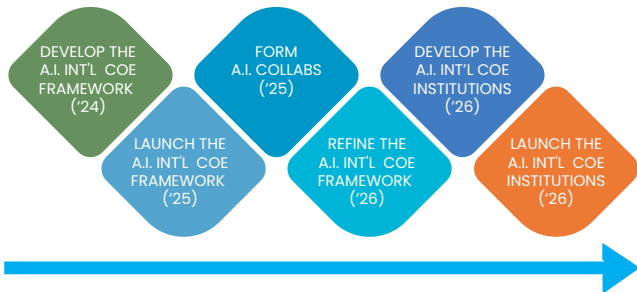 DEVELOP THE
A.I. INT'L COE
FRAMEWORK
('24)
LAUNCH THE
A.I. INT'L COE
FRAMEWORK
('25)
FORM
A.I. COLLABS
('25)
REFINE THE
A.I. INT'L COE
FRAMEWORK
('26)
DEVELOP THE
A.I. INT’L COE
INSTITUTIONS
('26)
LAUNCH THE
A.I. INT'L COE
INSTITUTIONS
('26)